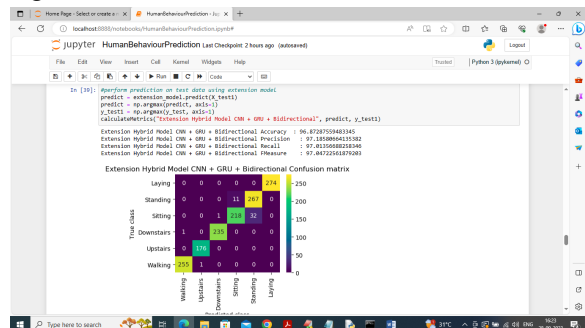 Home Page - Select or create a n
HumanBehaviourPrediction - Jup
localhost:8888/notebooks/HumanBehaviourPrediction.ipynb#
jupyter HumanBehaviourPrediction Last Checkpoint: 2 hours ago (autosaved)
Logout
File Edit View Insert Cell Kernel Widgets Help
Trusted
Python 3 (ipykernel)
Run
Code
In [39]: #perform prediction on test data using extension model
predict = extension_model.predict(X_test1)
predict = np.argmax(predict, axis=1)
y_test1 = np.argmax(y_test, axis=1)
calculateMetrics("Extension Hybrid Model CNN + GRU + Bidirectional", predict, y_test1)
Extension Hybrid Model CNN + GRU + Bidirectional Accuracy : 96.87287559483345
Extension Hybrid Model CNN + GRU + Bidirectional Precision : 97.18580664135382
Extension Hybrid Model CNN + GRU + Bidirectional Recall : 97.01356688258346
Extension Hybrid Model CNN + GRU + Bidirectional FMeasure : 97.04722561879203
Extension Hybrid Model CNN + GRU + Bidirectional Confusion matrix
Laying 0 0 0 0 0 274
Standing 0 0 0 11 267 0
Sitting 0 0 1 218 32 0
Downstairs 1 0 235 0 0 0
Upstairs 0 176 0 0 0 0
Walking 255 1 0 0 0 0
250
200
150
100
50
0
True class
Walking
Upstairs
Downstairs
Sitting
Standing
Laying
Predicted class
Type here to search
31°C
ENG
16:23